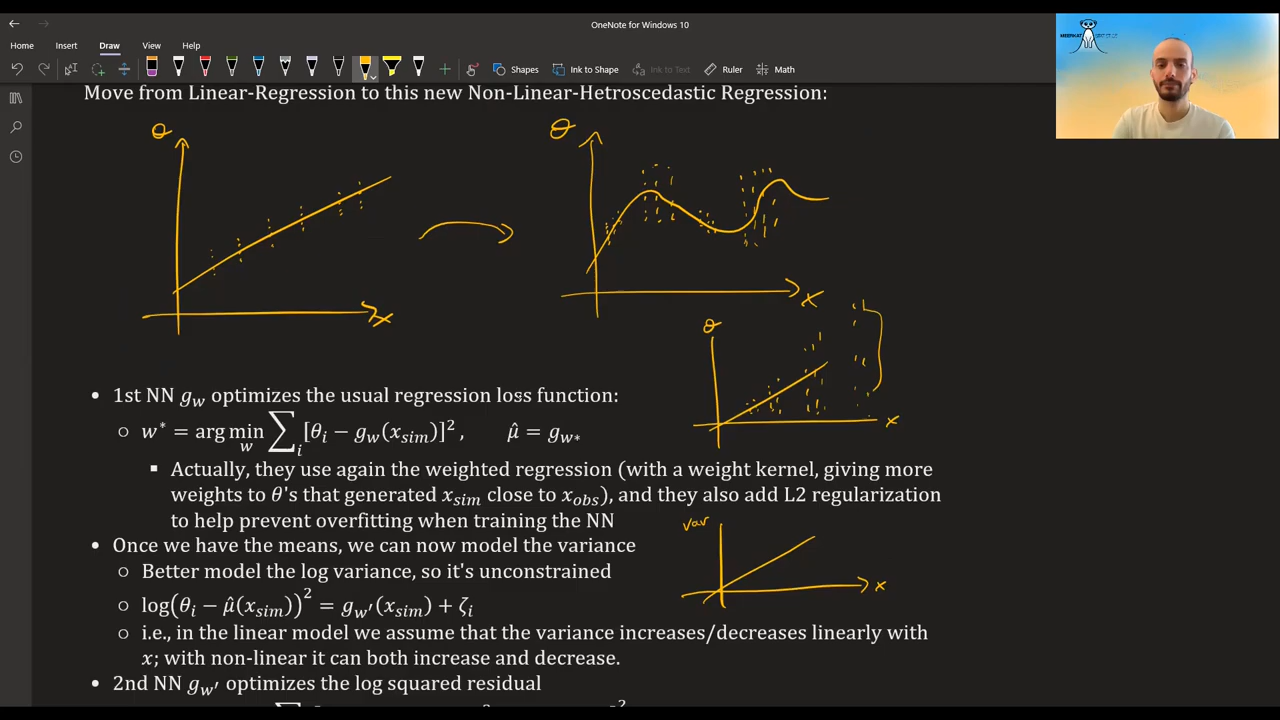 OneNote for Windows 10
Home Insert Draw View Help
Shapes Ink to Shape Ink to Text Ruler Math
Move from Linear-Regression to this new Non-Linear-Hetroscedastic Regression:
θ
θ
x
x
θ
x
• 1st NN g_w optimizes the usual regression loss function:
○ w* = arg min_w ∑_i [θ_i − g_w(x_sim)]², μ̂ = g_w*
▪ Actually, they use again the weighted regression (with a weight kernel, giving more
weights to θ's that generated x_sim close to x_obs), and they also add L2 regularization
to help prevent overfitting when training the NN
var
x
• Once we have the means, we can now model the variance
○ Better model the log variance, so it's unconstrained
○ log(θ_i − μ̂(x_sim))² = g_w′(x_sim) + ζ_i
○ i.e., in the linear model we assume that the variance increases/decreases linearly with
x; with non-linear it can both increase and decrease.
• 2nd NN g_w′ optimizes the log squared residual